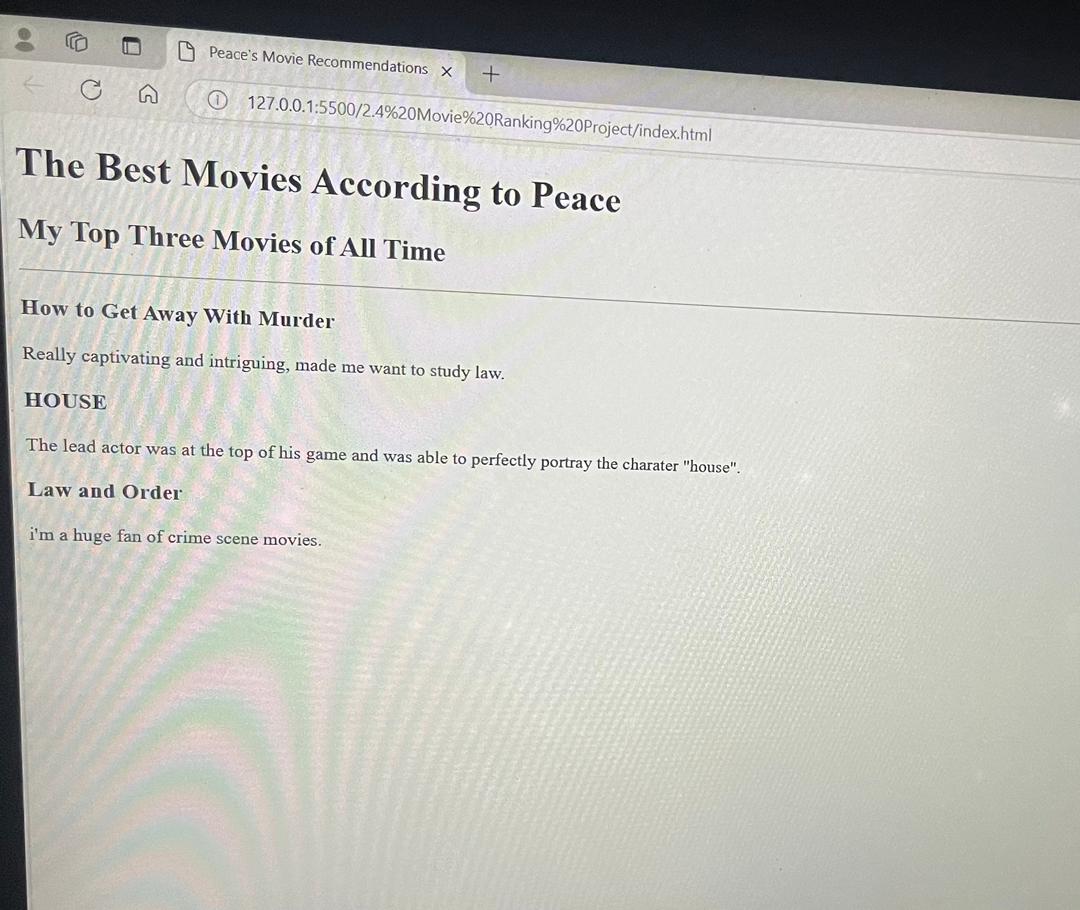 Peace's Movie Recommendations
127.0.0.1:5500/2.4%20Movie%20Ranking%20Project/index.html
The Best Movies According to Peace
My Top Three Movies of All Time
How to Get Away With Murder
Really captivating and intriguing, made me want to study law.
HOUSE
The lead actor was at the top of his game and was able to perfectly portray the charater "house".
Law and Order
i'm a huge fan of crime scene movies.